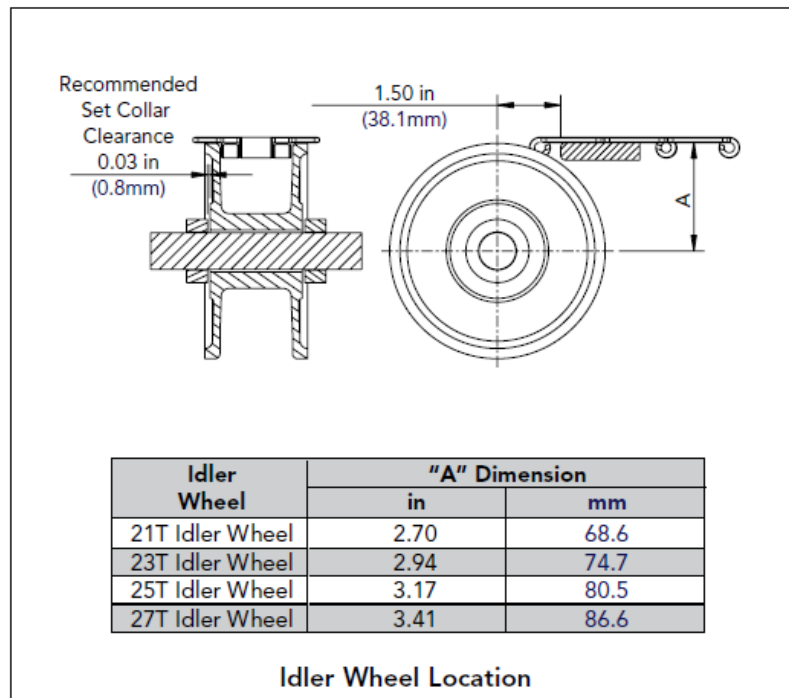 Recommended
Set Collar
Clearance
0.03 in
(0.8mm)
1.50 in
(38.1mm)
A
Idler
Wheel
"A" Dimension
in mm
21T Idler Wheel 2.70 68.6
23T Idler Wheel 2.94 74.7
25T Idler Wheel 3.17 80.5
27T Idler Wheel 3.41 86.6
Idler Wheel Location